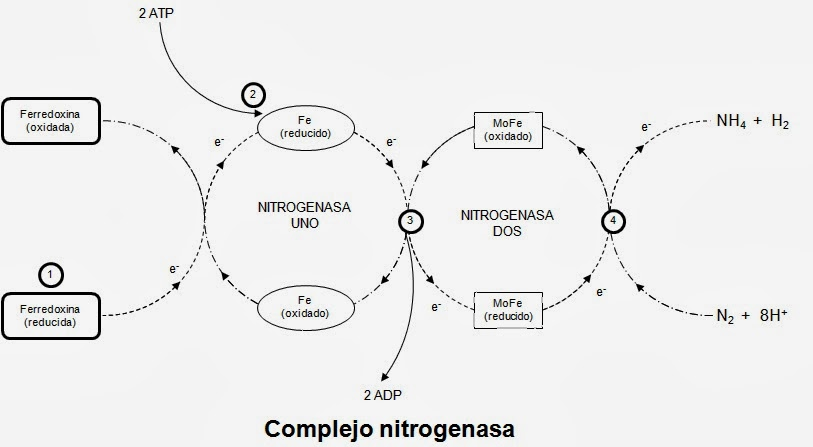 2 ATP
Ferredoxina
(oxidada)
2
Fe
(reducido)
e-
e-
MoFe
(oxidado)
e-
NH4 + H2
NITROGENASA
UNO
3
NITROGENASA
DOS
4
1
e-
Ferredoxina
(reducida)
Fe
(oxidado)
e-
MoFe
(reducido)
e-
N2 + 8H+
2 ADP
Complejo nitrogenasa